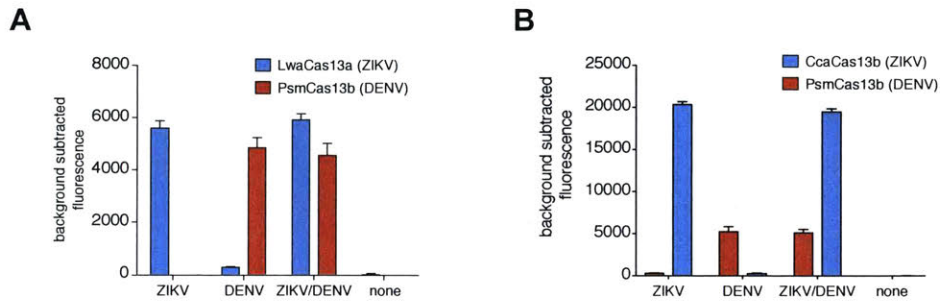 A
B
LwaCas13a (ZIKV)
PsmCas13b (DENV)
background subtracted
fluorescence
8000
6000
4000
2000
0
ZIKV
DENV
ZIKV/DENV
none
CcaCas13b (ZIKV)
PsmCas13b (DENV)
background subtracted
fluorescence
25000
20000
15000
10000
5000
0
ZIKV
DENV
ZIKV/DENV
none